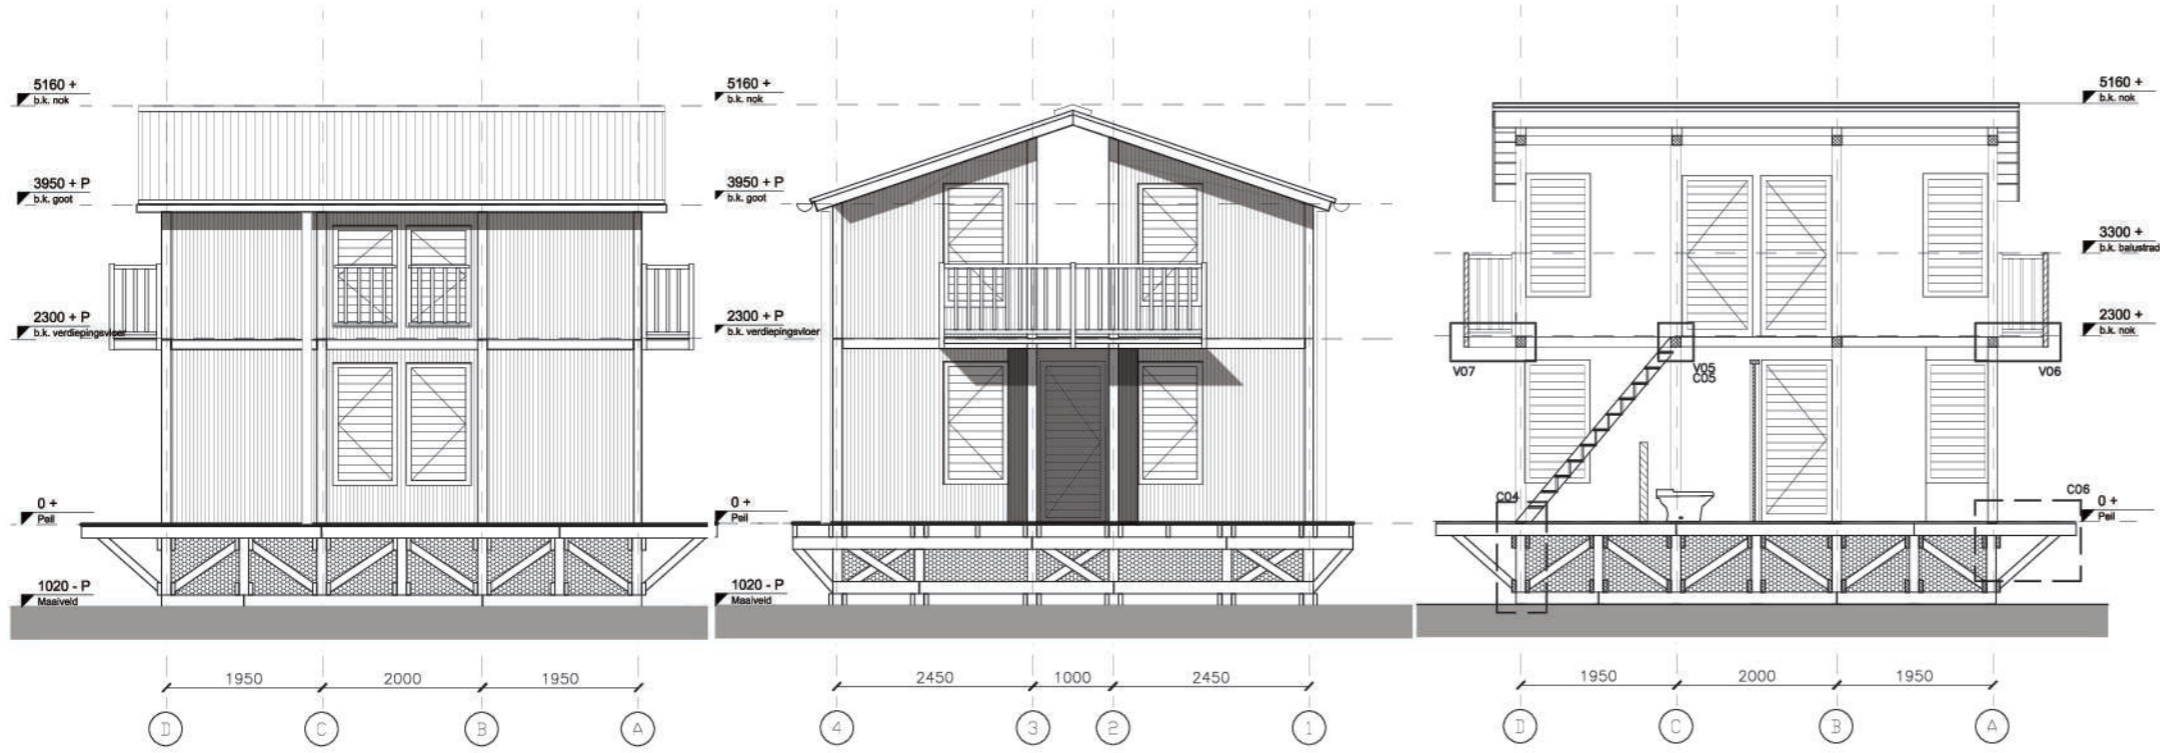 5160 +
b.k. nok
3950 + P
b.k. goot
2300 + P
b.k. verdiepingsvloer
0 +
Peil
1020 - P
Maaiveld
1950
2000
1950
D
C
B
A
5160 +
b.k. nok
3950 + P
b.k. goot
2300 + P
b.k. verdiepingsvloer
0 +
Peil
1020 - P
Maaiveld
2450
1000
2450
4
3
2
1
5160 +
b.k. nok
3300 +
b.k. balustrad
2300 +
b.k. nok
V07
V05
C05
V06
C04
C06
0 +
Peil
1950
2000
1950
D
C
B
A